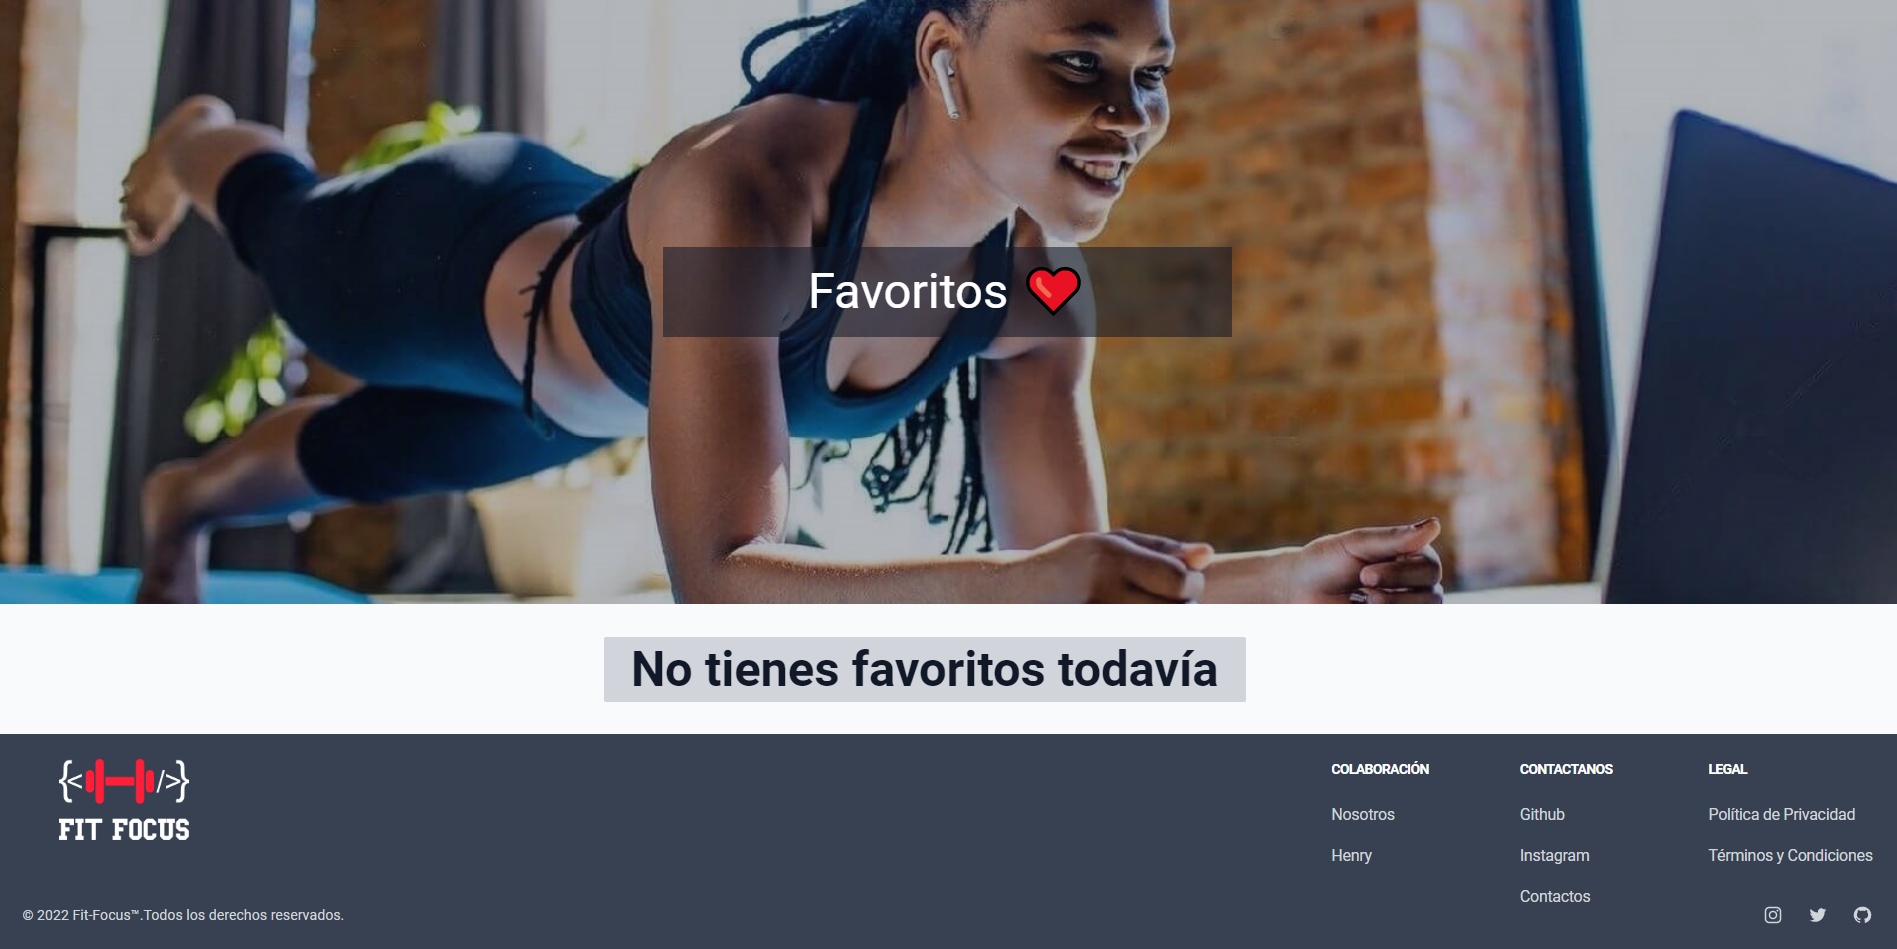 Favoritos
No tienes favoritos todavía
{< />}
FIT FOCUS
COLABORACIÓN
Nosotros
Henry
CONTACTANOS
Github
Instagram
Contactos
LEGAL
Política de Privacidad
Términos y Condiciones
© 2022 Fit-Focus™.Todos los derechos reservados.